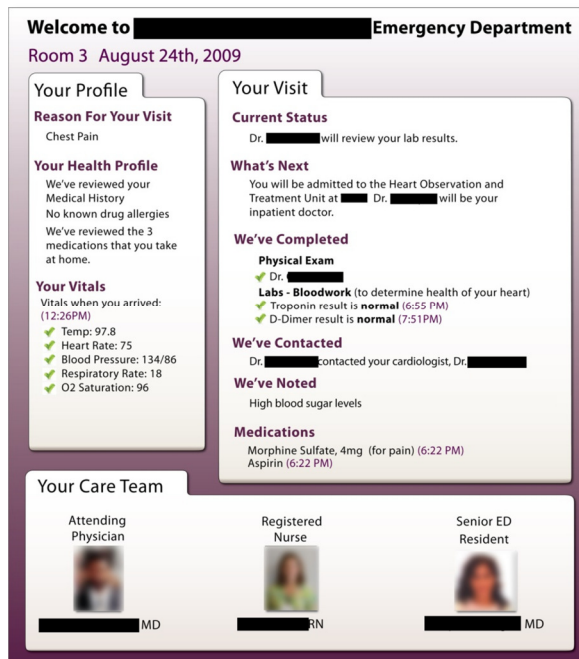 Welcome to Emergency Department
Room 3 August 24th, 2009
Your Profile
Reason For Your Visit
Chest Pain
Your Health Profile
We've reviewed your
Medical History
No known drug allergies
We've reviewed the 3
medications that you take
at home.
Your Vitals
Vitals when you arrived:
(12:26PM)
Temp: 97.8
Heart Rate: 75
Blood Pressure: 134/86
Respiratory Rate: 18
O2 Saturation: 96
Your Visit
Current Status
Dr. will review your lab results.
What's Next
You will be admitted to the Heart Observation and
Treatment Unit at Dr. will be your
inpatient doctor.
We've Completed
Physical Exam
Dr.
Labs - Bloodwork (to determine health of your heart)
Troponin result is normal (6:55 PM)
D-Dimer result is normal (7:51PM)
We've Contacted
Dr. contacted your cardiologist, Dr.
We've Noted
High blood sugar levels
Medications
Morphine Sulfate, 4mg (for pain) (6:22 PM)
Aspirin (6:22 PM)
Your Care Team
Attending
Physician
MD
Registered
Nurse
RN
Senior ED
Resident
MD